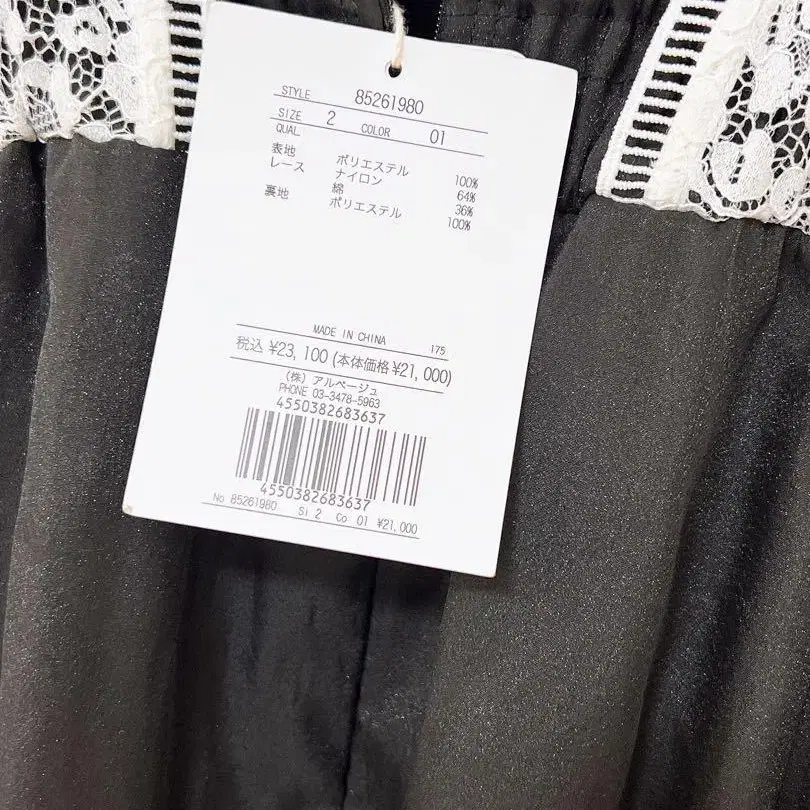 STYLE 85261980
SIZE 2 COLOR 01
QUAL
表地 ポリエステル 100%
レース ナイロン 64%
綿 36%
裏地 ポリエステル 100%
MADE IN CHINA 175
税込 ¥23,100 (本体価格¥21,000)
(株) アルページュ
PHONE 03-3478-5963
4550382683637
4550382683637
No 85261980 Si 2 Co 01 ¥21,000